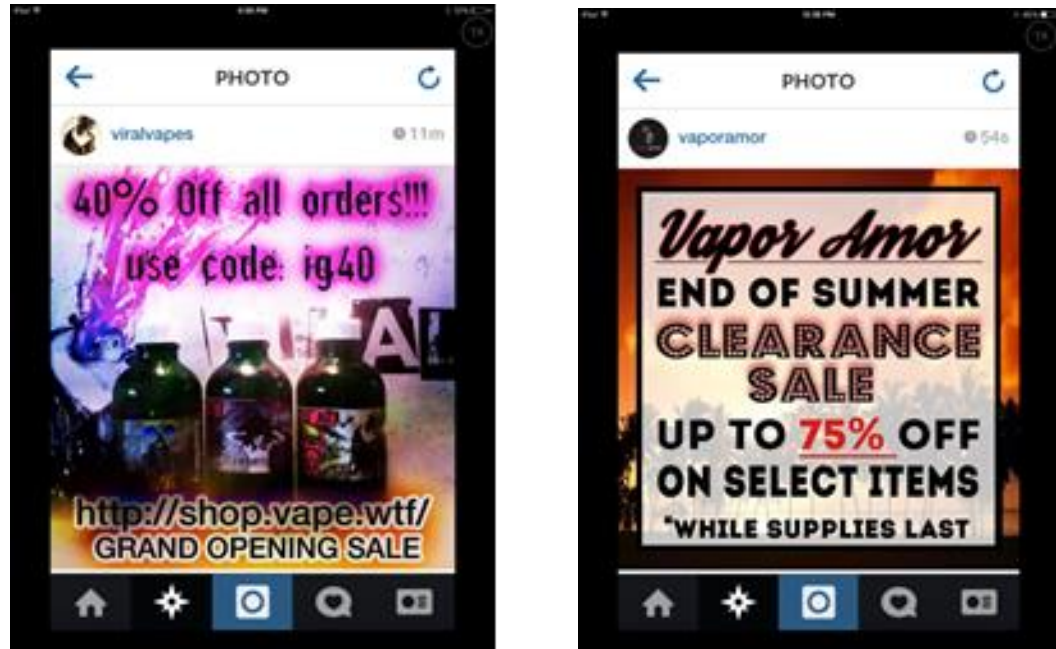 PHOTO
viralvapes
11m
40% Off all orders!!!
use code: ig40
http://shop.vape.wtf/
GRAND OPENING SALE
PHOTO
vaporamor
54s
Vapor Amor
END OF SUMMER
CLEARANCE
SALE
UP TO 75% OFF
ON SELECT ITEMS
*WHILE SUPPLIES LAST